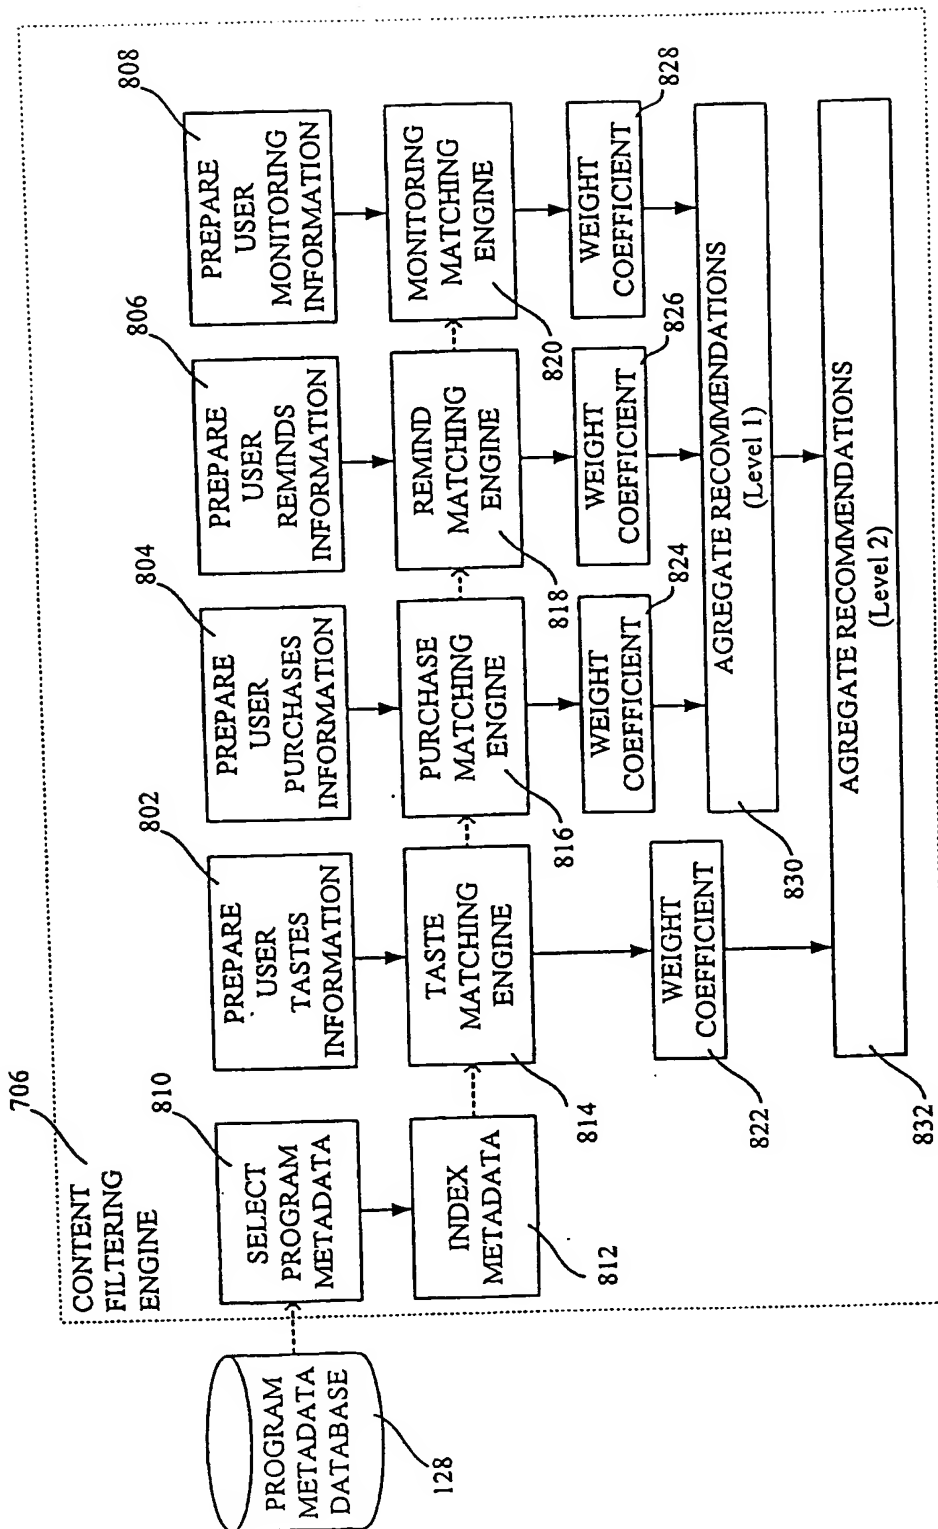 706
CONTENT
FILTERING
ENGINE
PROGRAM
METADATA
DATABASE
128
810
SELECT
PROGRAM
METADATA
INDEX
METADATA
812
802
PREPARE
USER
TASTES
INFORMATION
TASTE
MATCHING
ENGINE
814
WEIGHT
COEFFICIENT
822
804
PREPARE
USER
PURCHASES
INFORMATION
PURCHASE
MATCHING
ENGINE
816
WEIGHT
COEFFICIENT
824
806
PREPARE
USER
REMINDS
INFORMATION
REMIND
MATCHING
ENGINE
818
WEIGHT
COEFFICIENT
826
808
PREPARE
USER
MONITORING
INFORMATION
MONITORING
MATCHING
ENGINE
820
WEIGHT
COEFFICIENT
828
AGREGATE RECOMMENDATIONS
(Level 1)
830
AGREGATE RECOMMENDATIONS
(Level 2)
832